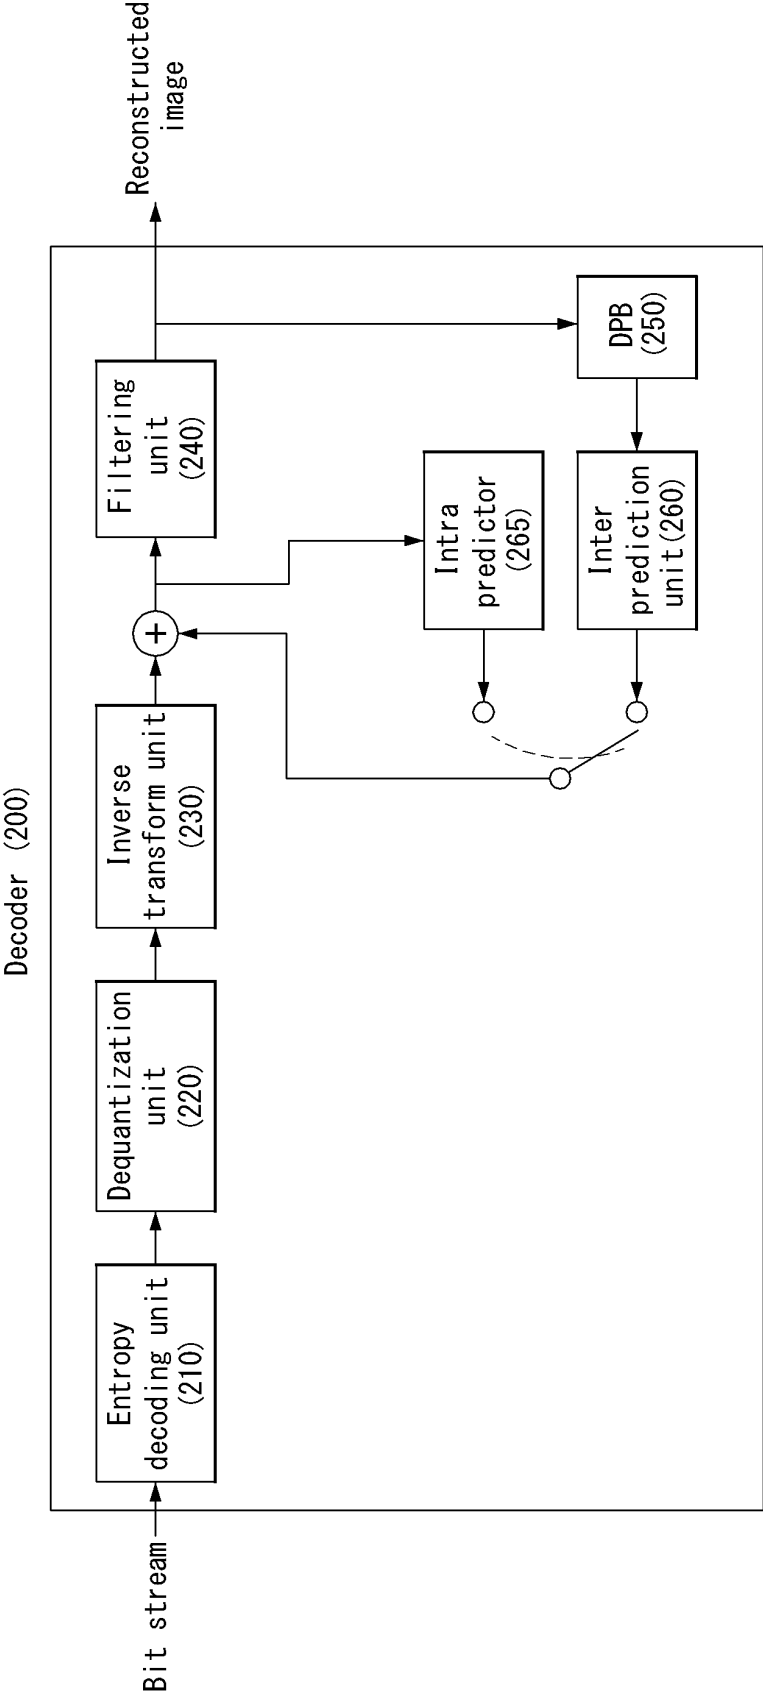 Decoder (200)
Bit stream
Entropy
decoding unit
(210)
Dequantization
unit
(220)
Inverse
transform unit
(230)
+
Filtering
unit
(240)
Reconstructed
image
Intra
predictor
(265)
Inter
prediction
unit(260)
DPB
(250)